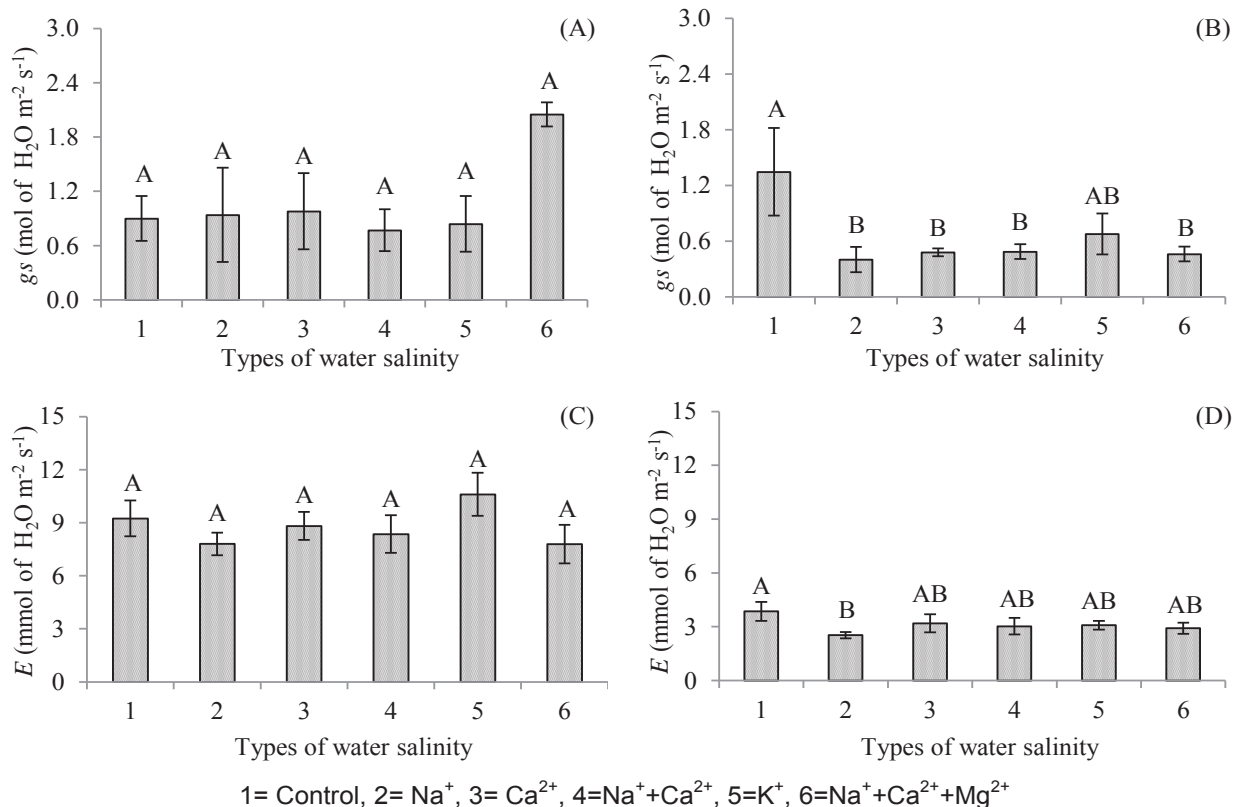 (A)
gs (mol of H₂O m⁻² s⁻¹)
3.0
2.4
1.8
1.2
0.6
0.0
A A A A A A
1 2 3 4 5 6
Types of water salinity
(B)
gs (mol of H₂O m⁻² s⁻¹)
3.0
2.4
1.8
1.2
0.6
0.0
A B B B AB B
1 2 3 4 5 6
Types of water salinity
(C)
E (mmol of H₂O m⁻² s⁻¹)
15
12
9
6
3
0
A A A A A A
1 2 3 4 5 6
Types of water salinity
(D)
E (mmol of H₂O m⁻² s⁻¹)
15
12
9
6
3
0
A B AB AB AB AB
1 2 3 4 5 6
Types of water salinity
1= Control, 2= Na⁺, 3= Ca²⁺, 4=Na⁺+Ca²⁺, 5=K⁺, 6=Na⁺+Ca²⁺+Mg²⁺